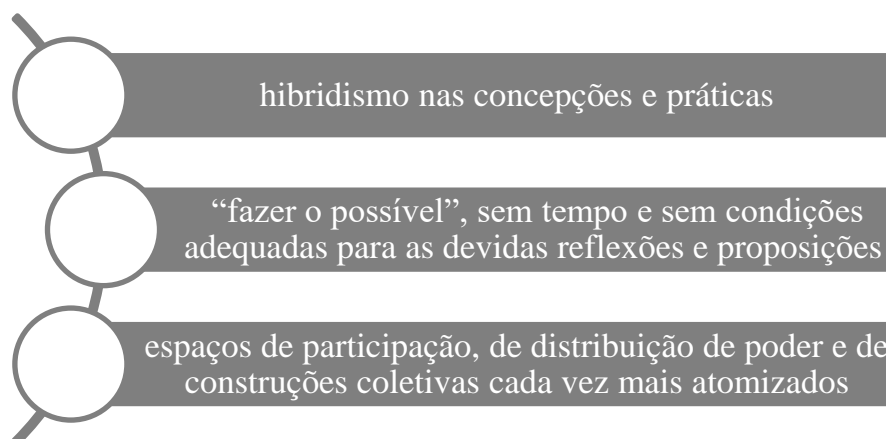 hibridismo nas concepções e práticas
“fazer o possível”, sem tempo e sem condições
adequadas para as devidas reflexões e proposições
espaços de participação, de distribuição de poder e de
construções coletivas cada vez mais atomizados